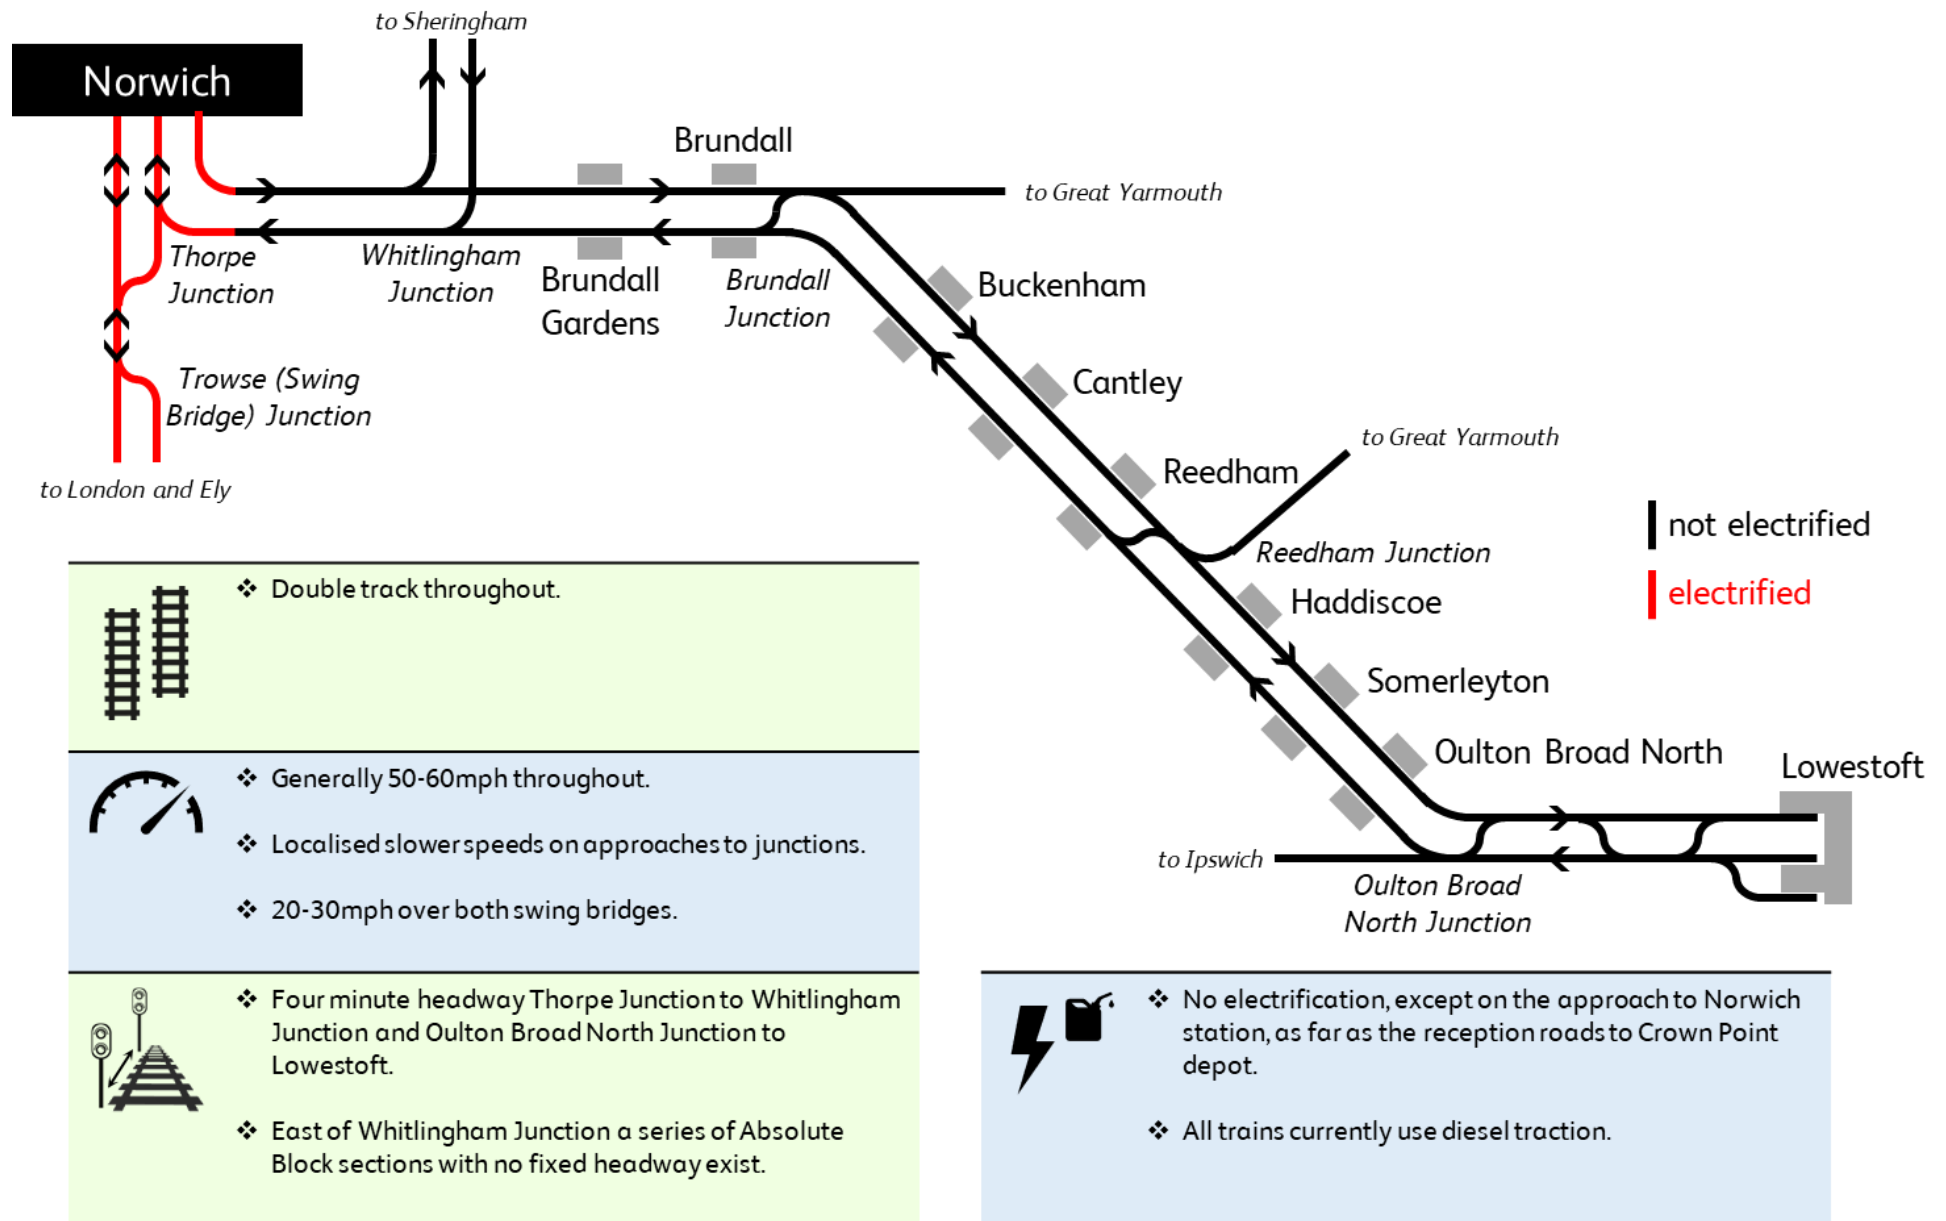 to Sheringham
Norwich
Brundall
to Great Yarmouth
Thorpe
Junction
Whitlingham
Junction
Brundall
Gardens
Brundall
Junction
Buckenham
Trowse (Swing
Bridge) Junction
Cantley
to Great Yarmouth
Reedham
to London and Ely
not electrified
Reedham Junction
electrified
Haddiscoe
Somerleyton
Oulton Broad North
Lowestoft
to Ipswich
Oulton Broad
North Junction
❖ Double track throughout.
❖ Generally 50-60mph throughout.
❖ Localised slower speeds on approaches to junctions.
❖ 20-30mph over both swing bridges.
❖ Four minute headway Thorpe Junction to Whitlingham
Junction and Oulton Broad North Junction to
Lowestoft.
❖ East of Whitlingham Junction a series of Absolute
Block sections with no fixed headway exist.
❖ No electrification, except on the approach to Norwich
station, as far as the reception roads to Crown Point
depot.
❖ All trains currently use diesel traction.